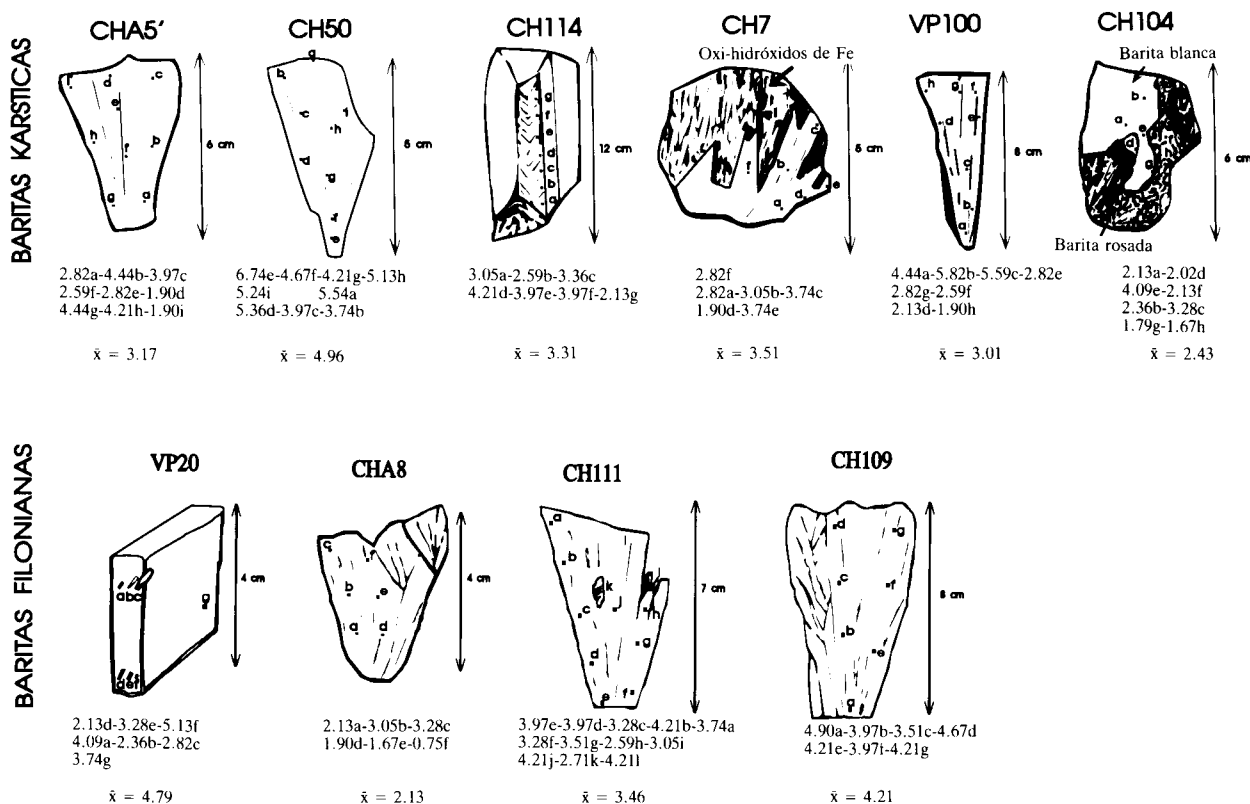 BARITAS KARSTICAS
CHA5'
f d c
e
h f b
g a
6 cm
2.82a-4.44b-3.97c
2.59f-2.82e-1.90d
4.44g-4.21h-1.90i
x̄ = 3.17
CH50
a
b
c i
h
d
g
f
e
8 cm
6.74e-4.67f-4.21g-5.13h
5.24i 5.54a
5.36d-3.97c-3.74b
x̄ = 4.96
CH114
g
f
e
d
c
b
a
12 cm
3.05a-2.59b-3.36c
4.21d-3.97e-3.97f-2.13g
x̄ = 3.31
CH7
Oxi-hidróxidos de Fe
c
f b
a d e
8 cm
2.82f
2.82a-3.05b-3.74c
1.90d-3.74e
x̄ = 3.51
VP100
h g f
d e
c
b
a
8 cm
4.44a-5.82b-5.59c-2.82e
2.82g-2.59f
2.13d-1.90h
x̄ = 3.01
CH104
Barita blanca
b
a e
d h
g
Barita rosada
6 cm
2.13a-2.02d
4.09e-2.13f
2.36b-3.28c
1.79g-1.67h
x̄ = 2.43
BARITAS FILONIANAS
VP20
abc
g
def
4 cm
2.13d-3.28e-5.13f
4.09a-2.36b-2.82c
3.74g
x̄ = 4.79
CHA8
c f
b e
a d
4 cm
2.13a-3.05b-3.28c
1.90d-1.67e-0.75f
x̄ = 2.13
CH111
a
b
k
c j h
d g
e f
7 cm
3.97e-3.97d-3.28c-4.21b-3.74a
3.28f-3.51g-2.59h-3.05i
4.21j-2.71k-4.21l
x̄ = 3.46
CH109
d g
c f
b e
a
8 cm
4.90a-3.97b-3.51c-4.67d
4.21e-3.97f-4.21g
x̄ = 4.21